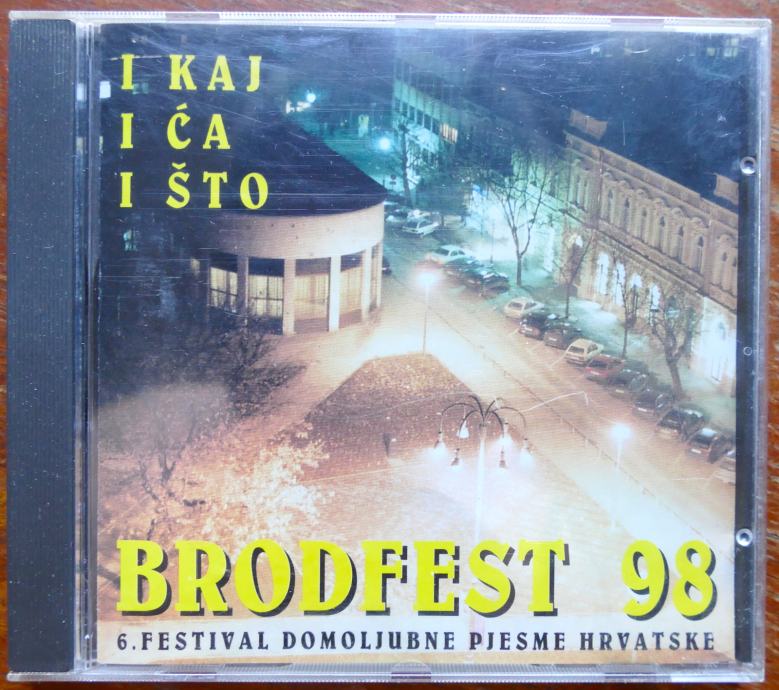 I KAJ
I ĆA
I ŠTO
BRODFEST 98
6.FESTIVAL DOMOLJUBNE PJESME HRVATSKE